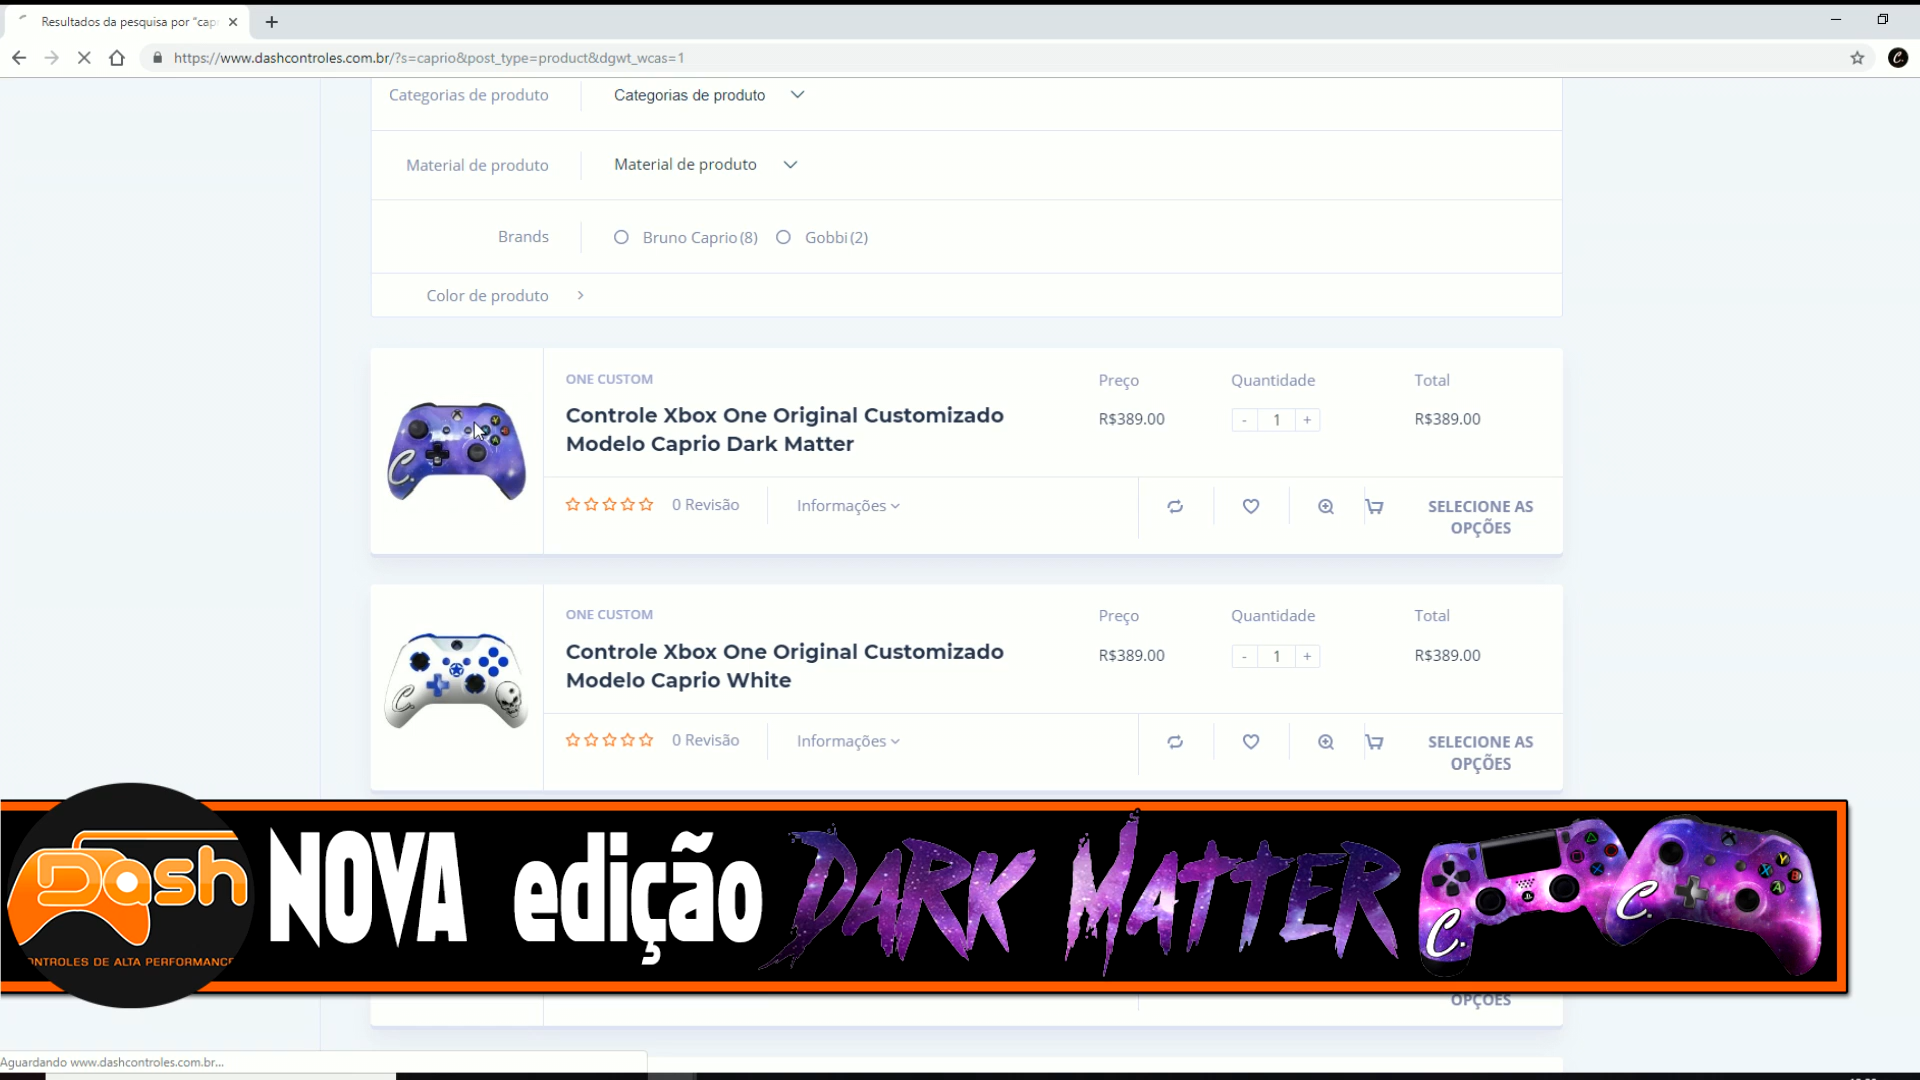 Resultados da pesquisa por "cap
https://www.dashcontroles.com.br/?s=caprio&post_type=product&dgwt_wcas=1
Categorias de produto Categorias de produto
Material de produto Material de produto
Brands Bruno Caprio (8) Gobbi (2)
Color de produto
ONE CUSTOM
Controle Xbox One Original Customizado
Modelo Caprio Dark Matter
Preço Quantidade Total
R$389.00 - 1 + R$389.00
0 Revisão Informações
SELECIONE AS
OPÇÕES
ONE CUSTOM
Controle Xbox One Original Customizado
Modelo Caprio White
Preço Quantidade Total
R$389.00 - 1 + R$389.00
0 Revisão Informações
SELECIONE AS
OPÇÕES
Dash
ONTROLES DE ALTA PERFORMANCE
NOVA edição DARK MATTER
C. C.
OPÇÕES
Aguardando www.dashcontroles.com.br...